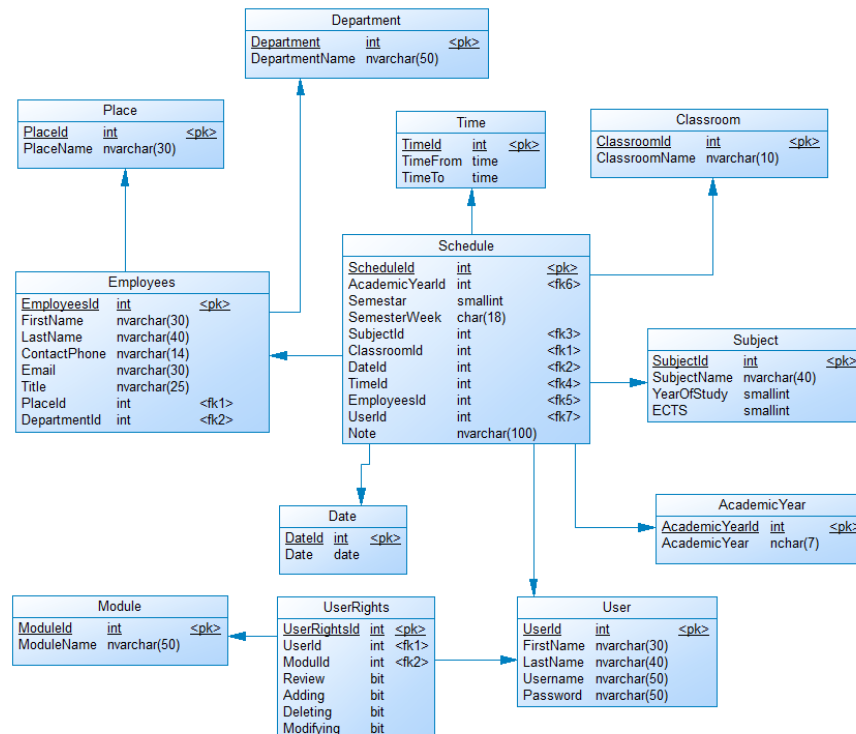 Department
Department int <pk>
DepartmentName nvarchar(50)
Place
PlaceId int <pk>
PlaceName nvarchar(30)
Time
TimeId int <pk>
TimeFrom time
TimeTo time
Classroom
ClassroomId int <pk>
ClassroomName nvarchar(10)
Employees
EmployeesId int <pk>
FirstName nvarchar(30)
LastName nvarchar(40)
ContactPhone nvarchar(14)
Email nvarchar(30)
Title nvarchar(25)
PlaceId int <fk1>
DepartmentId int <fk2>
Schedule
ScheduleId int <pk>
AcademicYearId int <fk6>
Semestar smallint
SemesterWeek char(18)
SubjectId int <fk3>
ClassroomId int <fk1>
DateId int <fk2>
TimeId int <fk4>
EmployeesId int <fk5>
UserId int <fk7>
Note nvarchar(100)
Subject
SubjectId int <pk>
SubjectName nvarchar(40)
YearOfStudy smallint
ECTS smallint
Date
DateId int <pk>
Date date
AcademicYear
AcademicYearId int <pk>
AcademicYear nchar(7)
Module
ModuleId int <pk>
ModuleName nvarchar(50)
UserRights
UserRightsId int <pk>
UserId int <fk1>
ModulId int <fk2>
Review bit
Adding bit
Deleting bit
Modifying bit
User
UserId int <pk>
FirstName nvarchar(30)
LastName nvarchar(40)
Username nvarchar(50)
Password nvarchar(50)